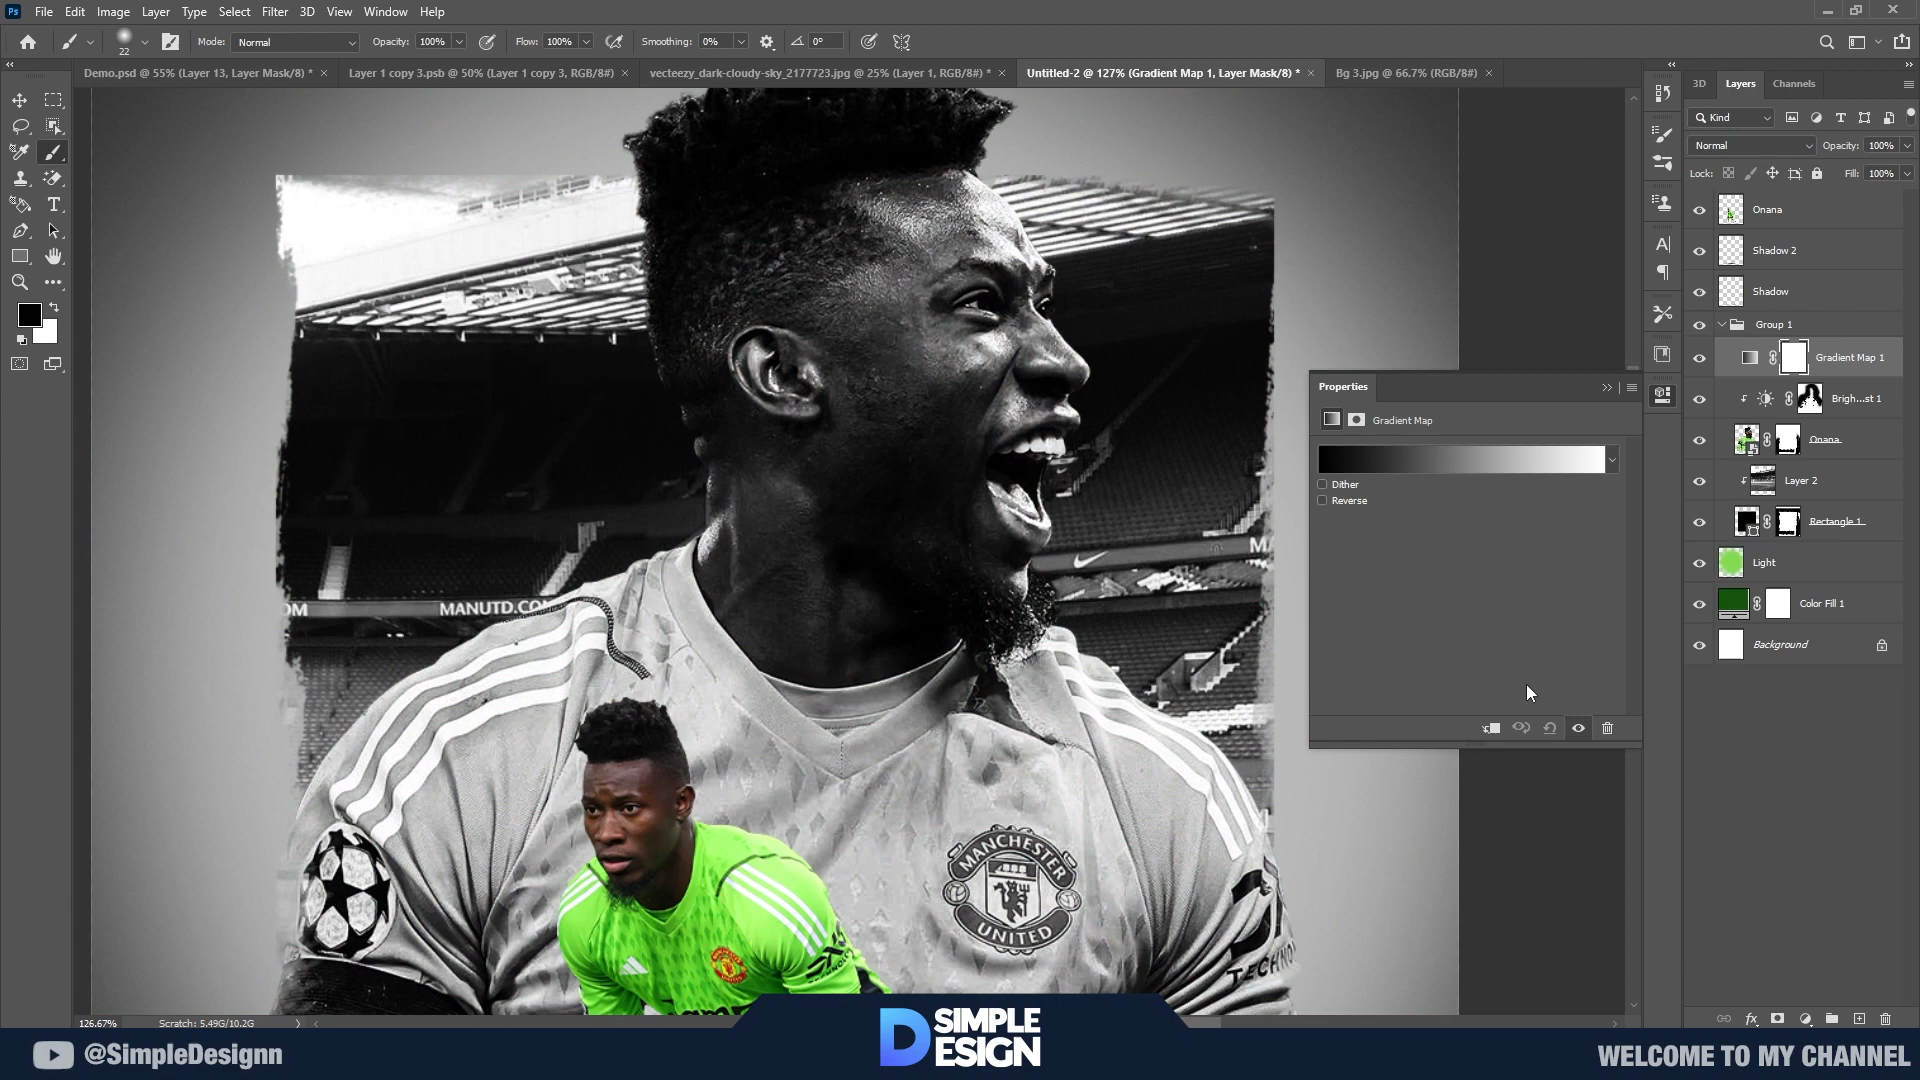 Ps File Edit Image Layer Type Select Filter 3D View Window Help
22 Mode: Normal Opacity: 100% Flow: 100% Smoothing: 0% 0°
Demo.psd @ 55% (Layer 13, Layer Mask/8) *
Layer 1 copy 3.psb @ 50% (Layer 1 copy 3, RGB/8#)
vecteezy_dark-cloudy-sky_2177723.jpg @ 25% (Layer 1, RGB/8#) *
Untitled-2 @ 127% (Gradient Map 1, Layer Mask/8) *
Bg 3.jpg @ 66.7% (RGB/8#)
3D Layers Channels
Kind
Normal Opacity: 100%
Lock: Fill: 100%
Onana
Shadow 2
Shadow
Group 1
Gradient Map 1
Brigh...st 1
Onana
Layer 2
Rectangle 1
Light
Color Fill 1
Background
Properties
Gradient Map
Dither
Reverse
OM
MANUTD.CO
MANCHESTER
UNITED
TECHNO
126.67% Scratch: 5.49G/10.2G
@SimpleDesignn
SIMPLE
DESIGN
WELCOME TO MY CHANNEL